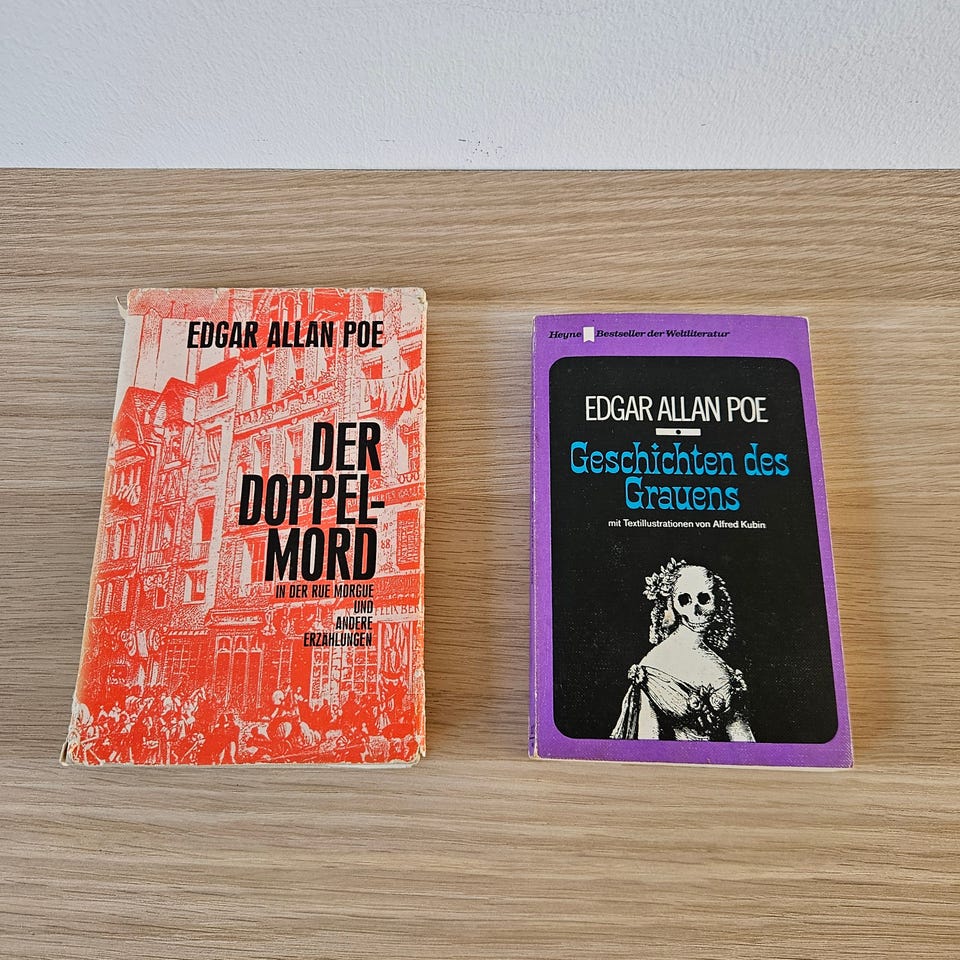 EDGAR ALLAN POE
DER
DOPPEL-
MORD
IN DER RUE MORGUE
UND
ANDERE
ERZÄHLUNGEN
Heyne Bestseller der Weltliteratur
EDGAR ALLAN POE
Geschichten des
Grauens
mit Textillustrationen von Alfred Kubin